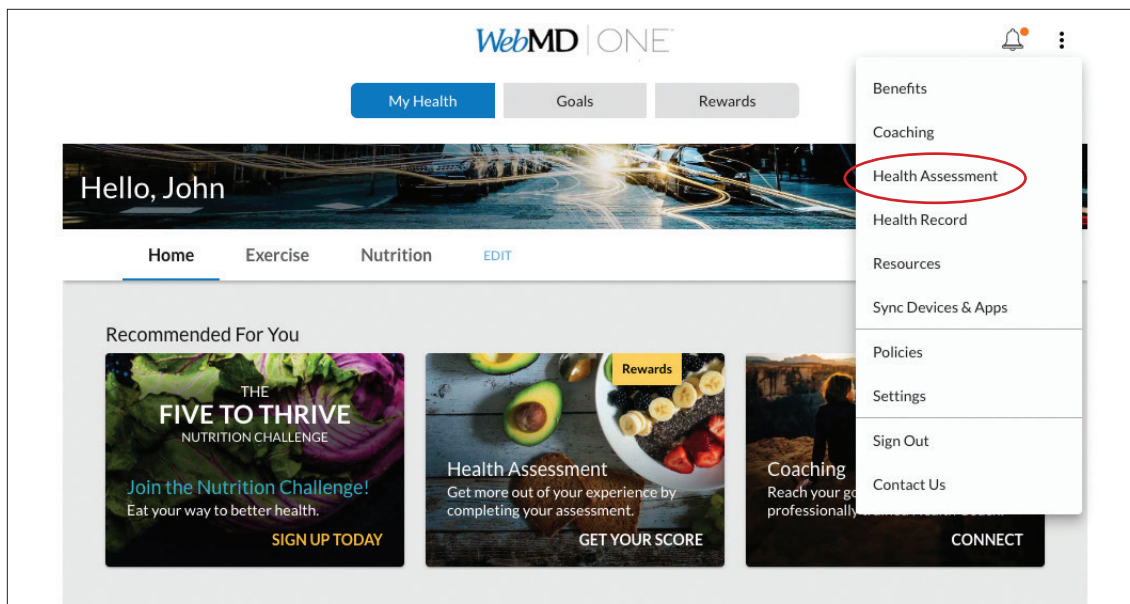 WebMD | ONE
My Health
Goals
Rewards
Hello, John
Home
Exercise
Nutrition
EDIT
Benefits
Coaching
Health Assessment
Health Record
Resources
Sync Devices & Apps
Policies
Settings
Sign Out
Contact Us
Recommended For You
THE
FIVE TO THRIVE
NUTRITION CHALLENGE
Join the Nutrition Challenge!
Eat your way to better health.
SIGN UP TODAY
Rewards
Health Assessment
Get more out of your experience by
completing your assessment.
GET YOUR SCORE
Coaching
Reach your
professionally
CONNECT